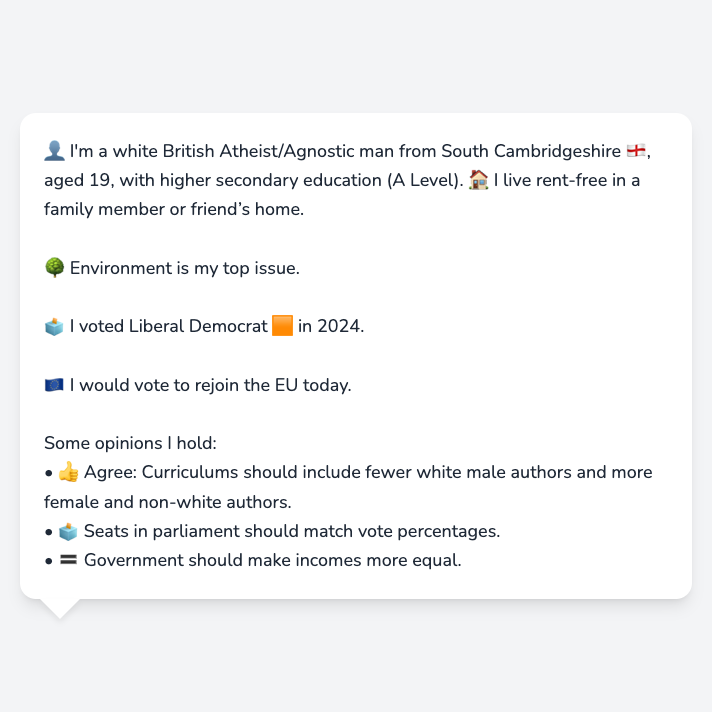 👤 I'm a white British Atheist/Agnostic man from South Cambridgeshire 🏴󠁧󠁢󠁥󠁮󠁧󠁿,
aged 19, with higher secondary education (A Level). 🏠 I live rent-free in a
family member or friend’s home.
🌳 Environment is my top issue.
🗳️ I voted Liberal Democrat 🟧 in 2024.
🇪🇺 I would vote to rejoin the EU today.
Some opinions I hold:
• 👍 Agree: Curriculums should include fewer white male authors and more
female and non-white authors.
• 🗳️ Seats in parliament should match vote percentages.
• 🟰 Government should make incomes more equal.